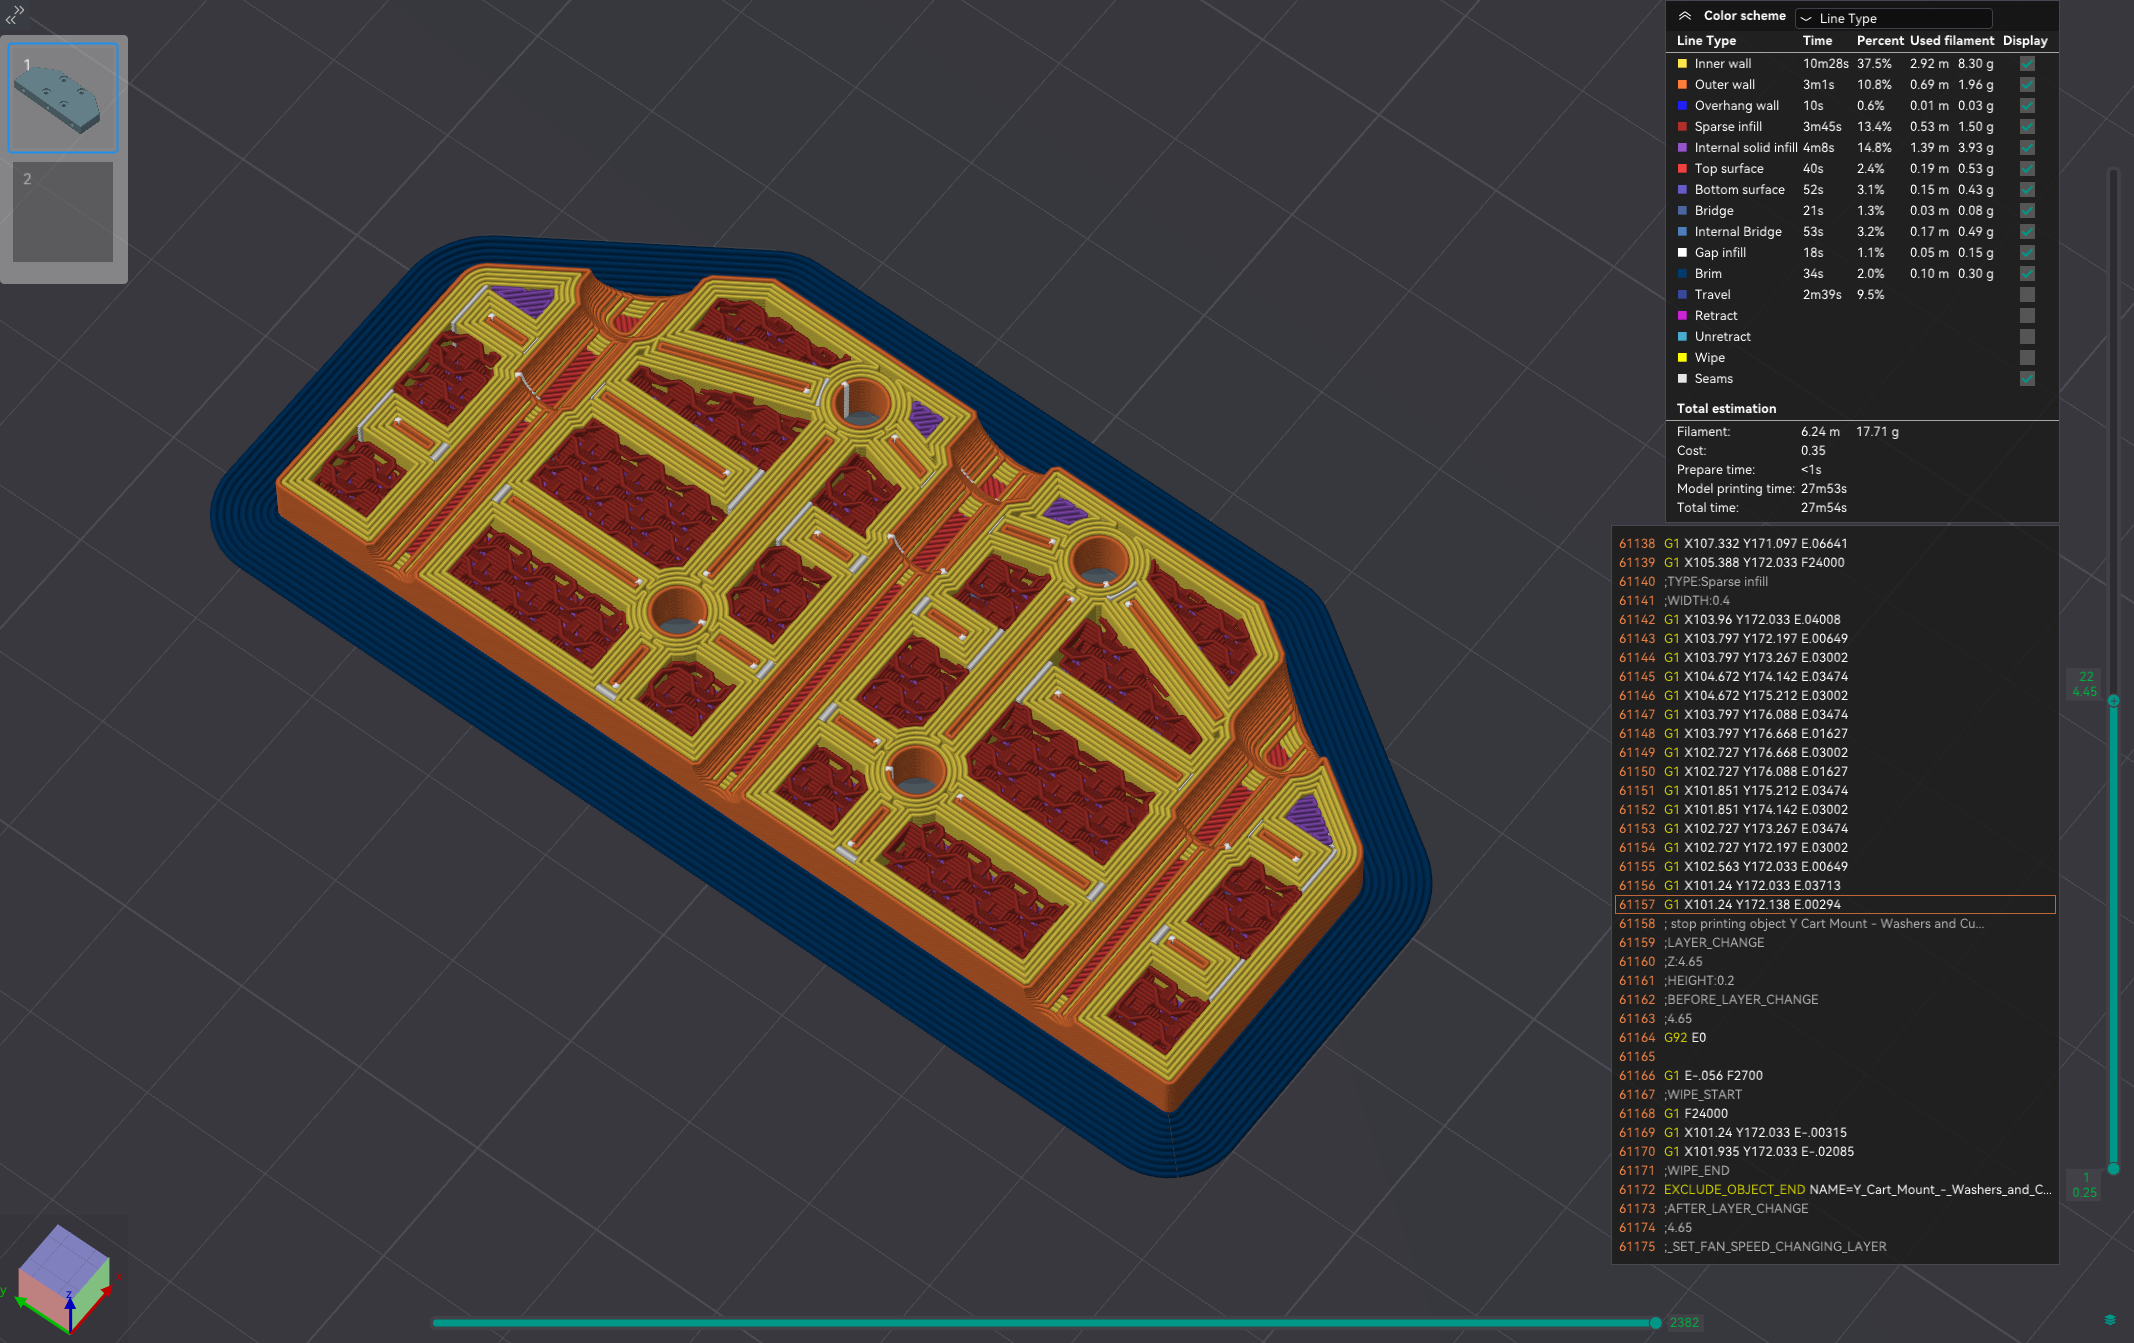 1
2
Color scheme Line Type
Line Type Time Percent Used filament Display
Inner wall 10m28s 37.5% 2.92 m 8.30 g
Outer wall 3m1s 10.8% 0.69 m 1.96 g
Overhang wall 10s 0.6% 0.01 m 0.03 g
Sparse infill 3m45s 13.4% 0.53 m 1.50 g
Internal solid infill 4m8s 14.8% 1.39 m 3.93 g
Top surface 40s 2.4% 0.19 m 0.53 g
Bottom surface 52s 3.1% 0.15 m 0.43 g
Bridge 21s 1.3% 0.03 m 0.08 g
Internal Bridge 53s 3.2% 0.17 m 0.49 g
Gap infill 18s 1.1% 0.05 m 0.15 g
Brim 34s 2.0% 0.10 m 0.30 g
Travel 2m39s 9.5%
Retract
Unretract
Wipe
Seams
Total estimation
Filament: 6.24 m 17.71 g
Cost: 0.35
Prepare time: <1s
Model printing time: 27m53s
Total time: 27m54s
61138 G1 X107.332 Y171.097 E.06641
61139 G1 X105.388 Y172.033 F24000
61140 ;TYPE:Sparse infill
61141 ;WIDTH:0.4
61142 G1 X103.96 Y172.033 E.04008
61143 G1 X103.797 Y172.197 E.00649
61144 G1 X103.797 Y173.267 E.03002
61145 G1 X104.672 Y174.142 E.03474
61146 G1 X104.672 Y175.212 E.03002
61147 G1 X103.797 Y176.088 E.03474
61148 G1 X103.797 Y176.668 E.01627
61149 G1 X102.727 Y176.668 E.03002
61150 G1 X102.727 Y176.088 E.01627
61151 G1 X101.851 Y175.212 E.03474
61152 G1 X101.851 Y174.142 E.03002
61153 G1 X102.727 Y173.267 E.03474
61154 G1 X102.727 Y172.197 E.03002
61155 G1 X102.563 Y172.033 E.00649
61156 G1 X101.24 Y172.033 E.03713
61157 G1 X101.24 Y172.138 E.00294
61158 ; stop printing object Y Cart Mount - Washers and Cu...
61159 ;LAYER_CHANGE
61160 ;Z:4.65
61161 ;HEIGHT:0.2
61162 ;BEFORE_LAYER_CHANGE
61163 ;4.65
61164 G92 E0
61165
61166 G1 E-.056 F2700
61167 ;WIPE_START
61168 G1 F24000
61169 G1 X101.24 Y172.033 E-.00315
61170 G1 X101.935 Y172.033 E-.02085
61171 ;WIPE_END
61172 EXCLUDE_OBJECT_END NAME=Y_Cart_Mount_-_Washers_and_C...
61173 ;AFTER_LAYER_CHANGE
61174 ;4.65
61175 ;_SET_FAN_SPEED_CHANGING_LAYER
22
4.45
1
0.25
2382
y
z
x